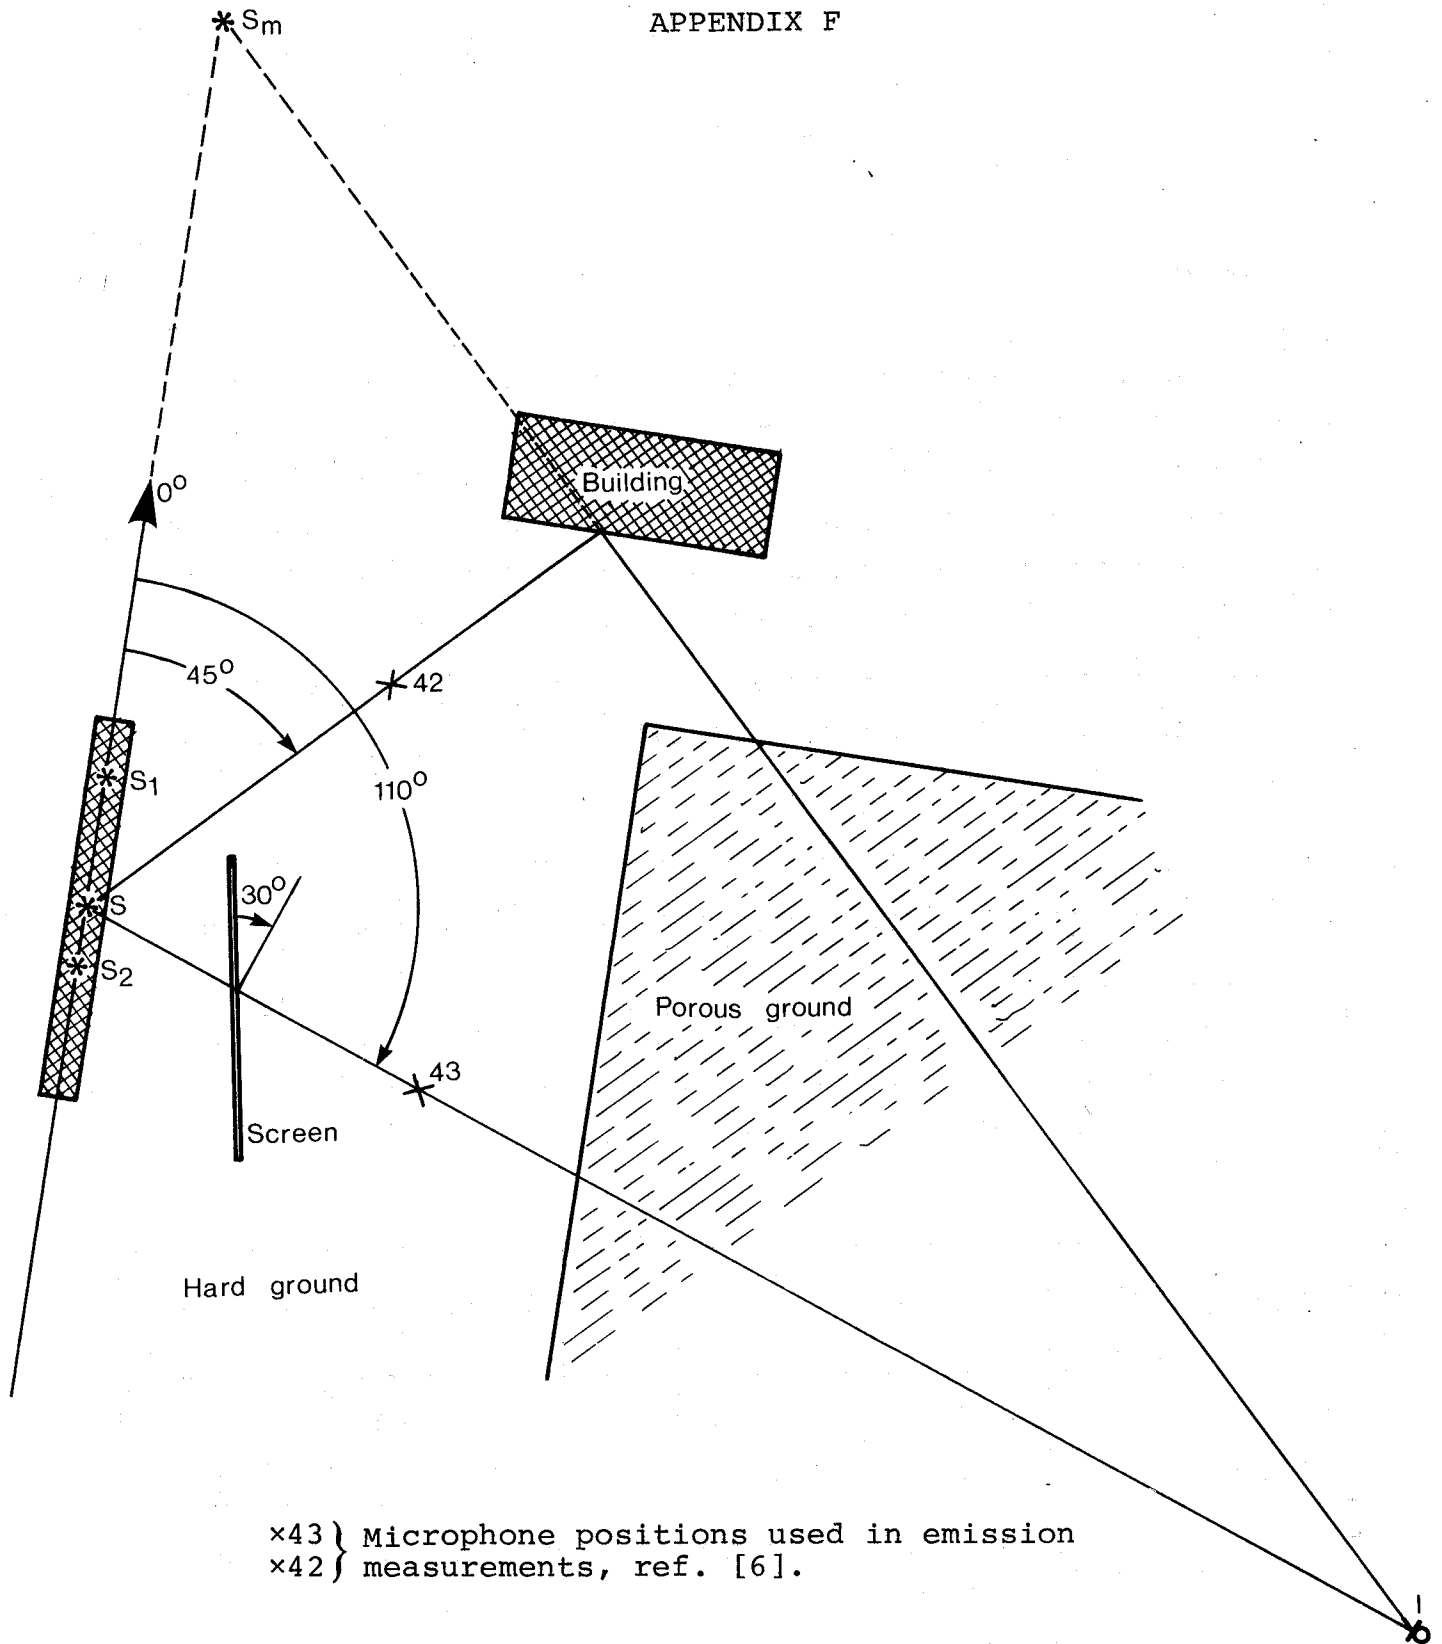 APPENDIX F
Sm
0°
Building
45°
42
S1
110°
30°
S
S2
Porous ground
43
Screen
Hard ground
×43 } Microphone positions used in emission
×42 } measurements, ref. [6].